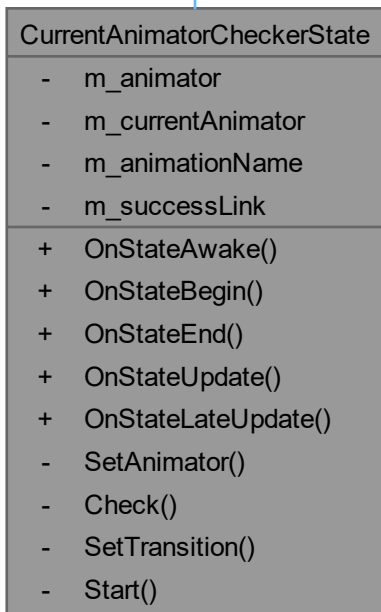 CurrentAnimatorCheckerState
- m_animator
- m_currentAnimator
- m_animationName
- m_successLink
+ OnStateAwake()
+ OnStateBegin()
+ OnStateEnd()
+ OnStateUpdate()
+ OnStateLateUpdate()
- SetAnimator()
- Check()
- SetTransition()
- Start()